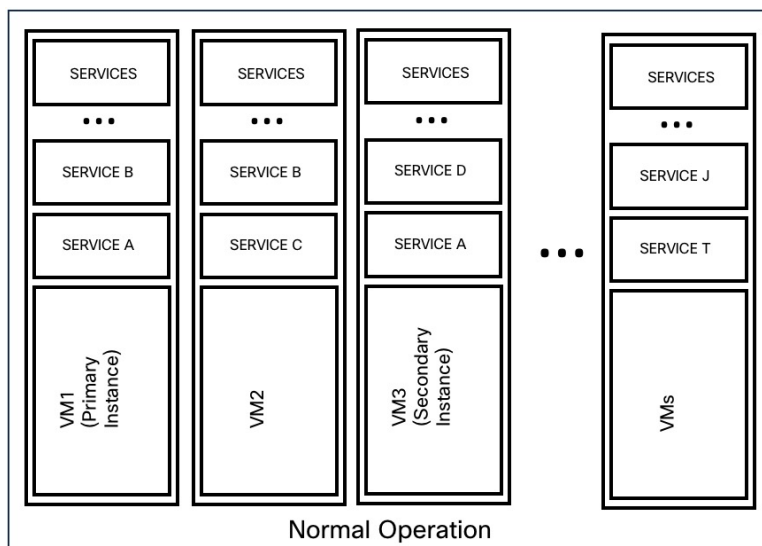 SERVICES
...
SERVICE B
SERVICE A
VM1
(Primary
Instance)
SERVICES
...
SERVICE B
SERVICE C
VM2
SERVICES
...
SERVICE D
SERVICE A
VM3
(Secondary
Instance)
...
SERVICES
...
SERVICE J
SERVICE T
VMs
Normal Operation